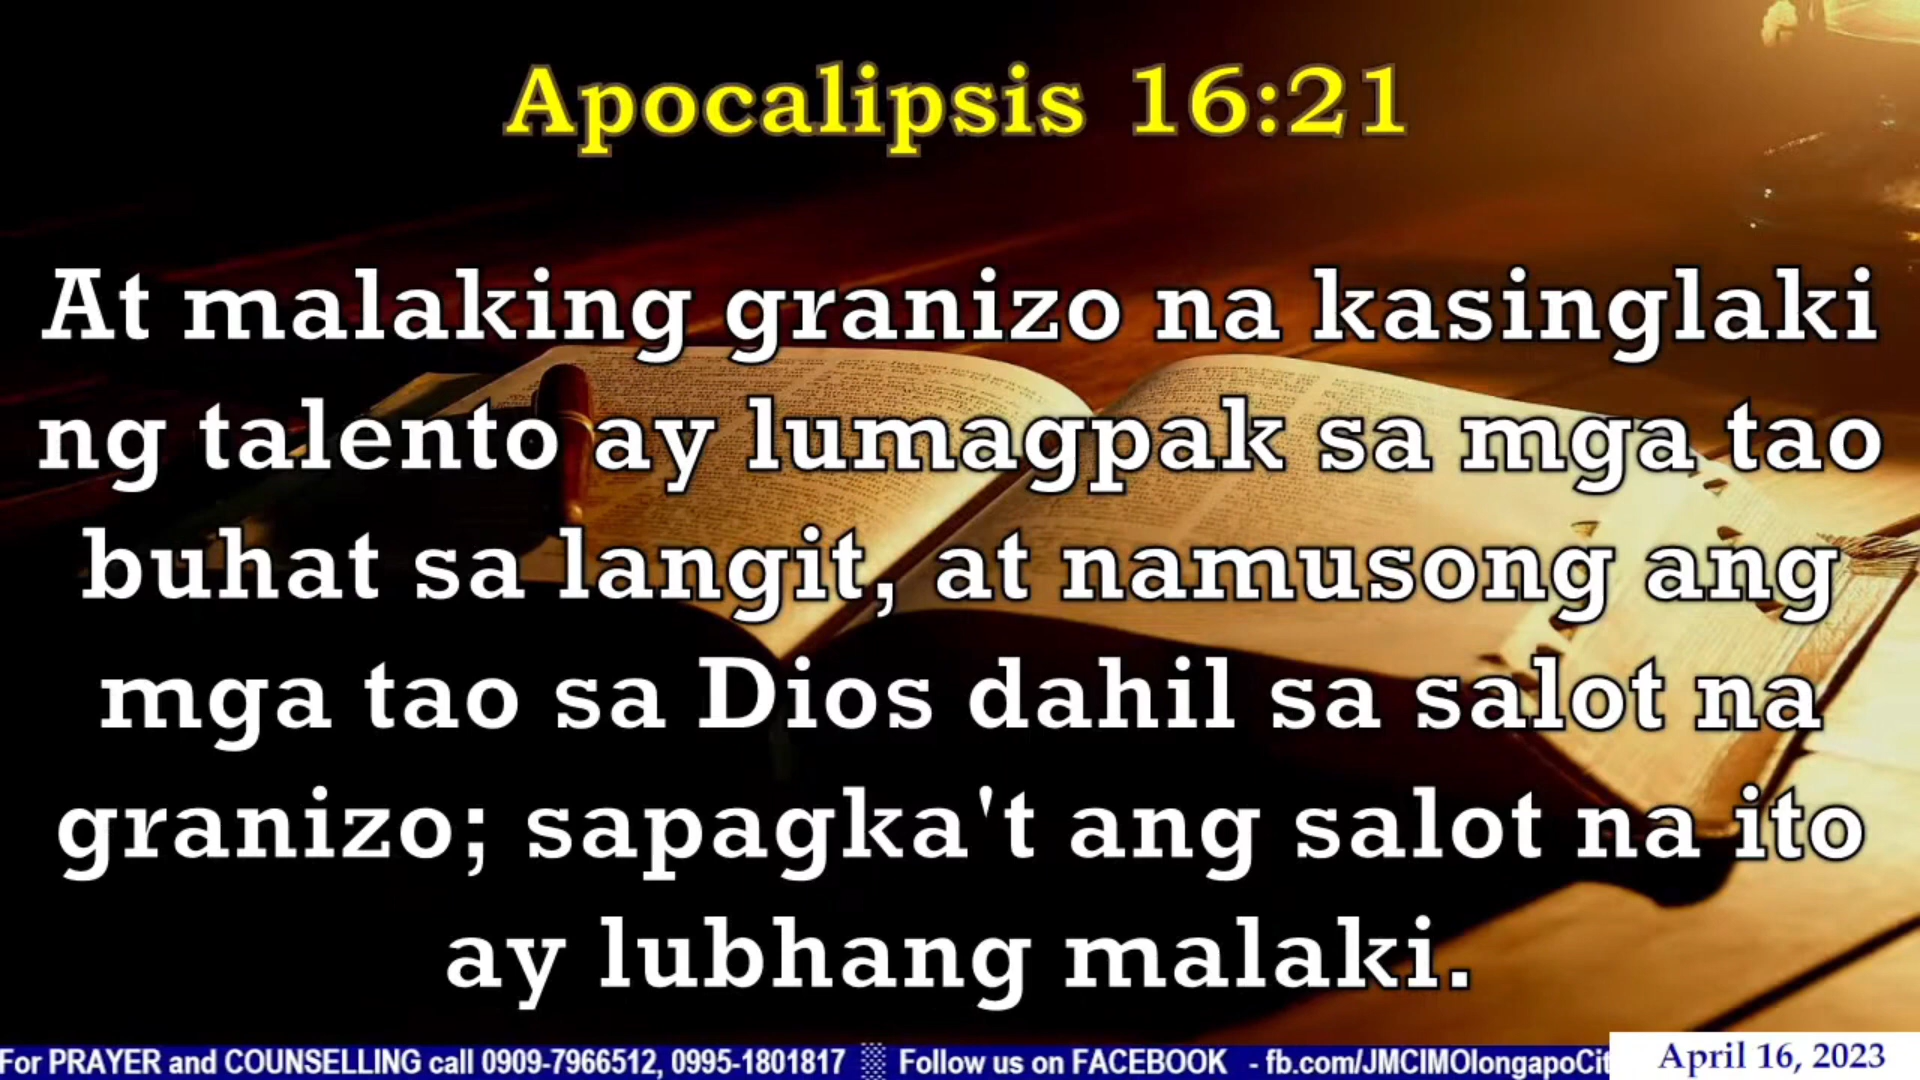 Apocalipsis 16:21
At malaking granizo na kasinglaki
ng talento ay lumagpak sa mga tao
buhat sa langit, at namusong ang
mga tao sa Dios dahil sa salot na
granizo; sapagka't ang salot na ito
ay lubhang malaki.
For PRAYER and COUNSELLING call 0909-7966512, 0995-1801817 ░ Follow us on FACEBOOK - fb.com/JMCIMOlongapoCit
April 16, 2023